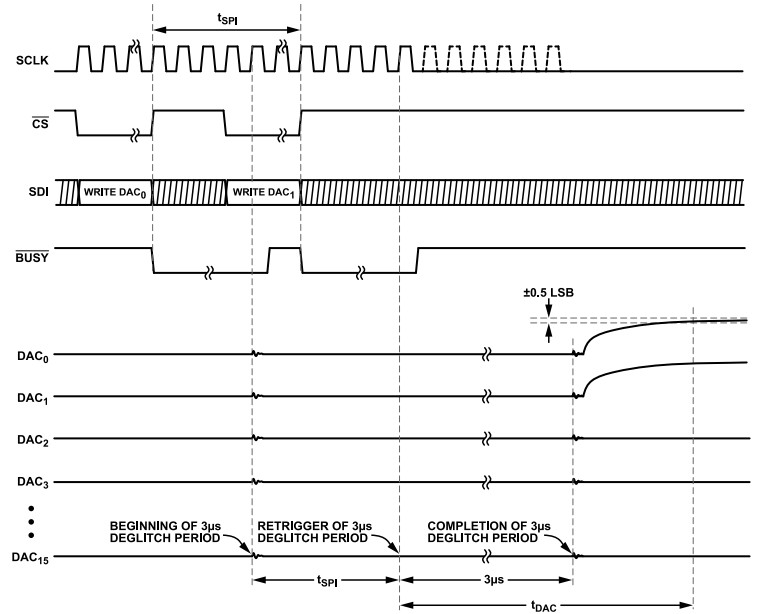 tSPI
SCLK
CS
SDI
WRITE DAC0
WRITE DAC1
BUSY
±0.5 LSB
DAC0
DAC1
DAC2
DAC3
BEGINNING OF 3µs
DEGLITCH PERIOD
RETRIGGER OF 3µs
DEGLITCH PERIOD
COMPLETION OF 3µs
DEGLITCH PERIOD
DAC15
tSPI
3µs
tDAC